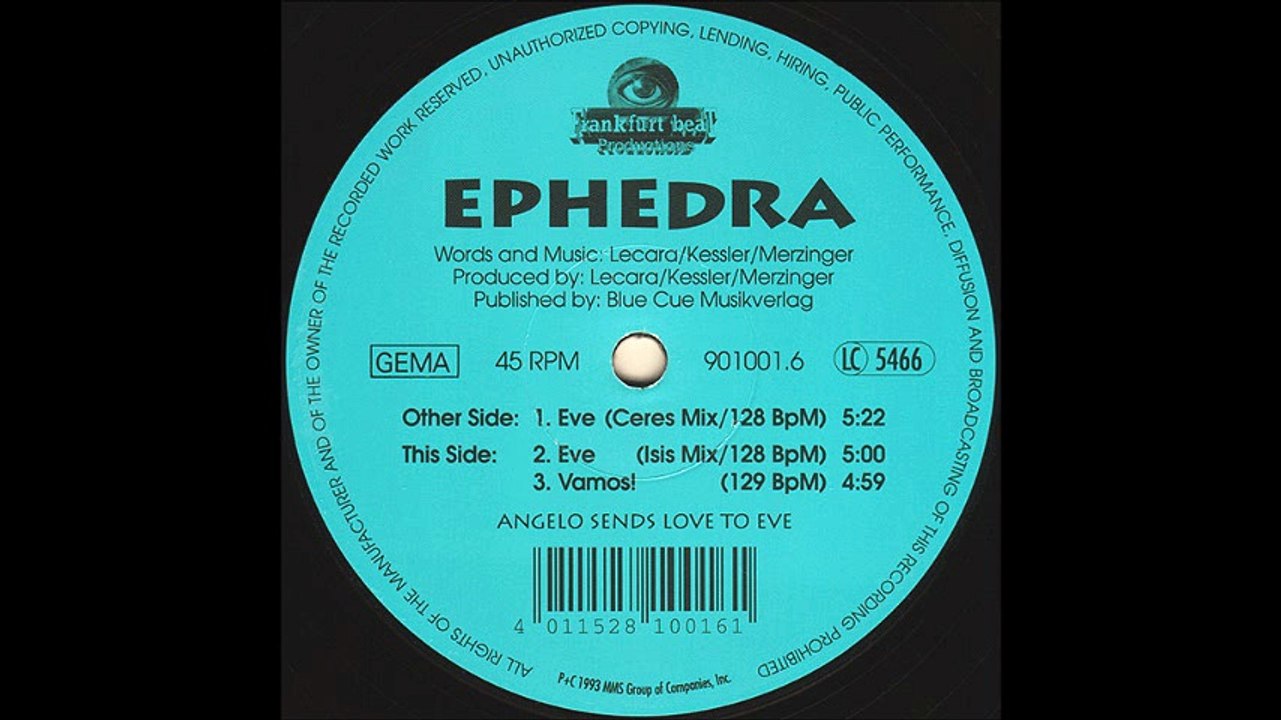 ALL RIGHTS OF THE MANUFACTURER AND OF THE OWNER OF THE RECORDED WORK RESERVED. UNAUTHORIZED COPYING, LENDING, HIRING, PUBLIC PERFORMANCE, DIFFUSION AND BROADCASTING OF THIS RECORDING PROHIBITED
rankfurt bea
Productions
EPHEDRA
Words and Music: Lecara/Kessler/Merzinger
Produced by: Lecara/Kessler/Merzinger
Published by: Blue Cue Musikverlag
GEMA 45 RPM 901001.6 LC 5466
Other Side: 1. Eve (Ceres Mix/128 BpM) 5:22
This Side: 2. Eve (Isis Mix/128 BpM) 5:00
3. Vamos! (129 BpM) 4:59
ANGELO SENDS LOVE TO EVE
4 011528 100161
P+C 1993 MMS Group of Companies, Inc.